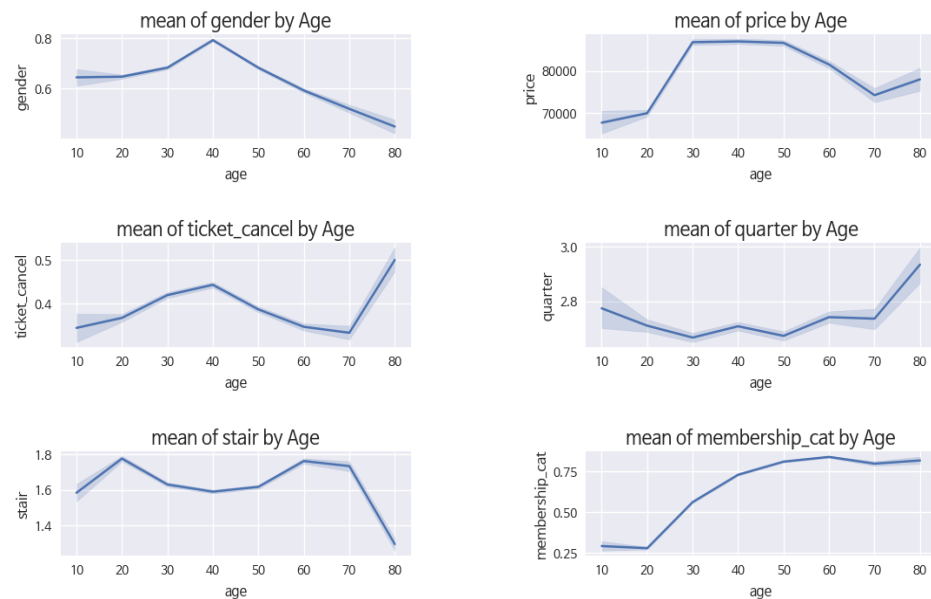 mean of gender by Age
gender
0.8
0.6
10 20 30 40 50 60 70 80
age
mean of price by Age
price
80000
70000
10 20 30 40 50 60 70 80
age
mean of ticket_cancel by Age
ticket_cancel
0.5
0.4
10 20 30 40 50 60 70 80
age
mean of quarter by Age
quarter
3.0
2.8
10 20 30 40 50 60 70 80
age
mean of stair by Age
stair
1.8
1.6
1.4
10 20 30 40 50 60 70 80
age
mean of membership_cat by Age
membership_cat
0.75
0.50
0.25
10 20 30 40 50 60 70 80
age